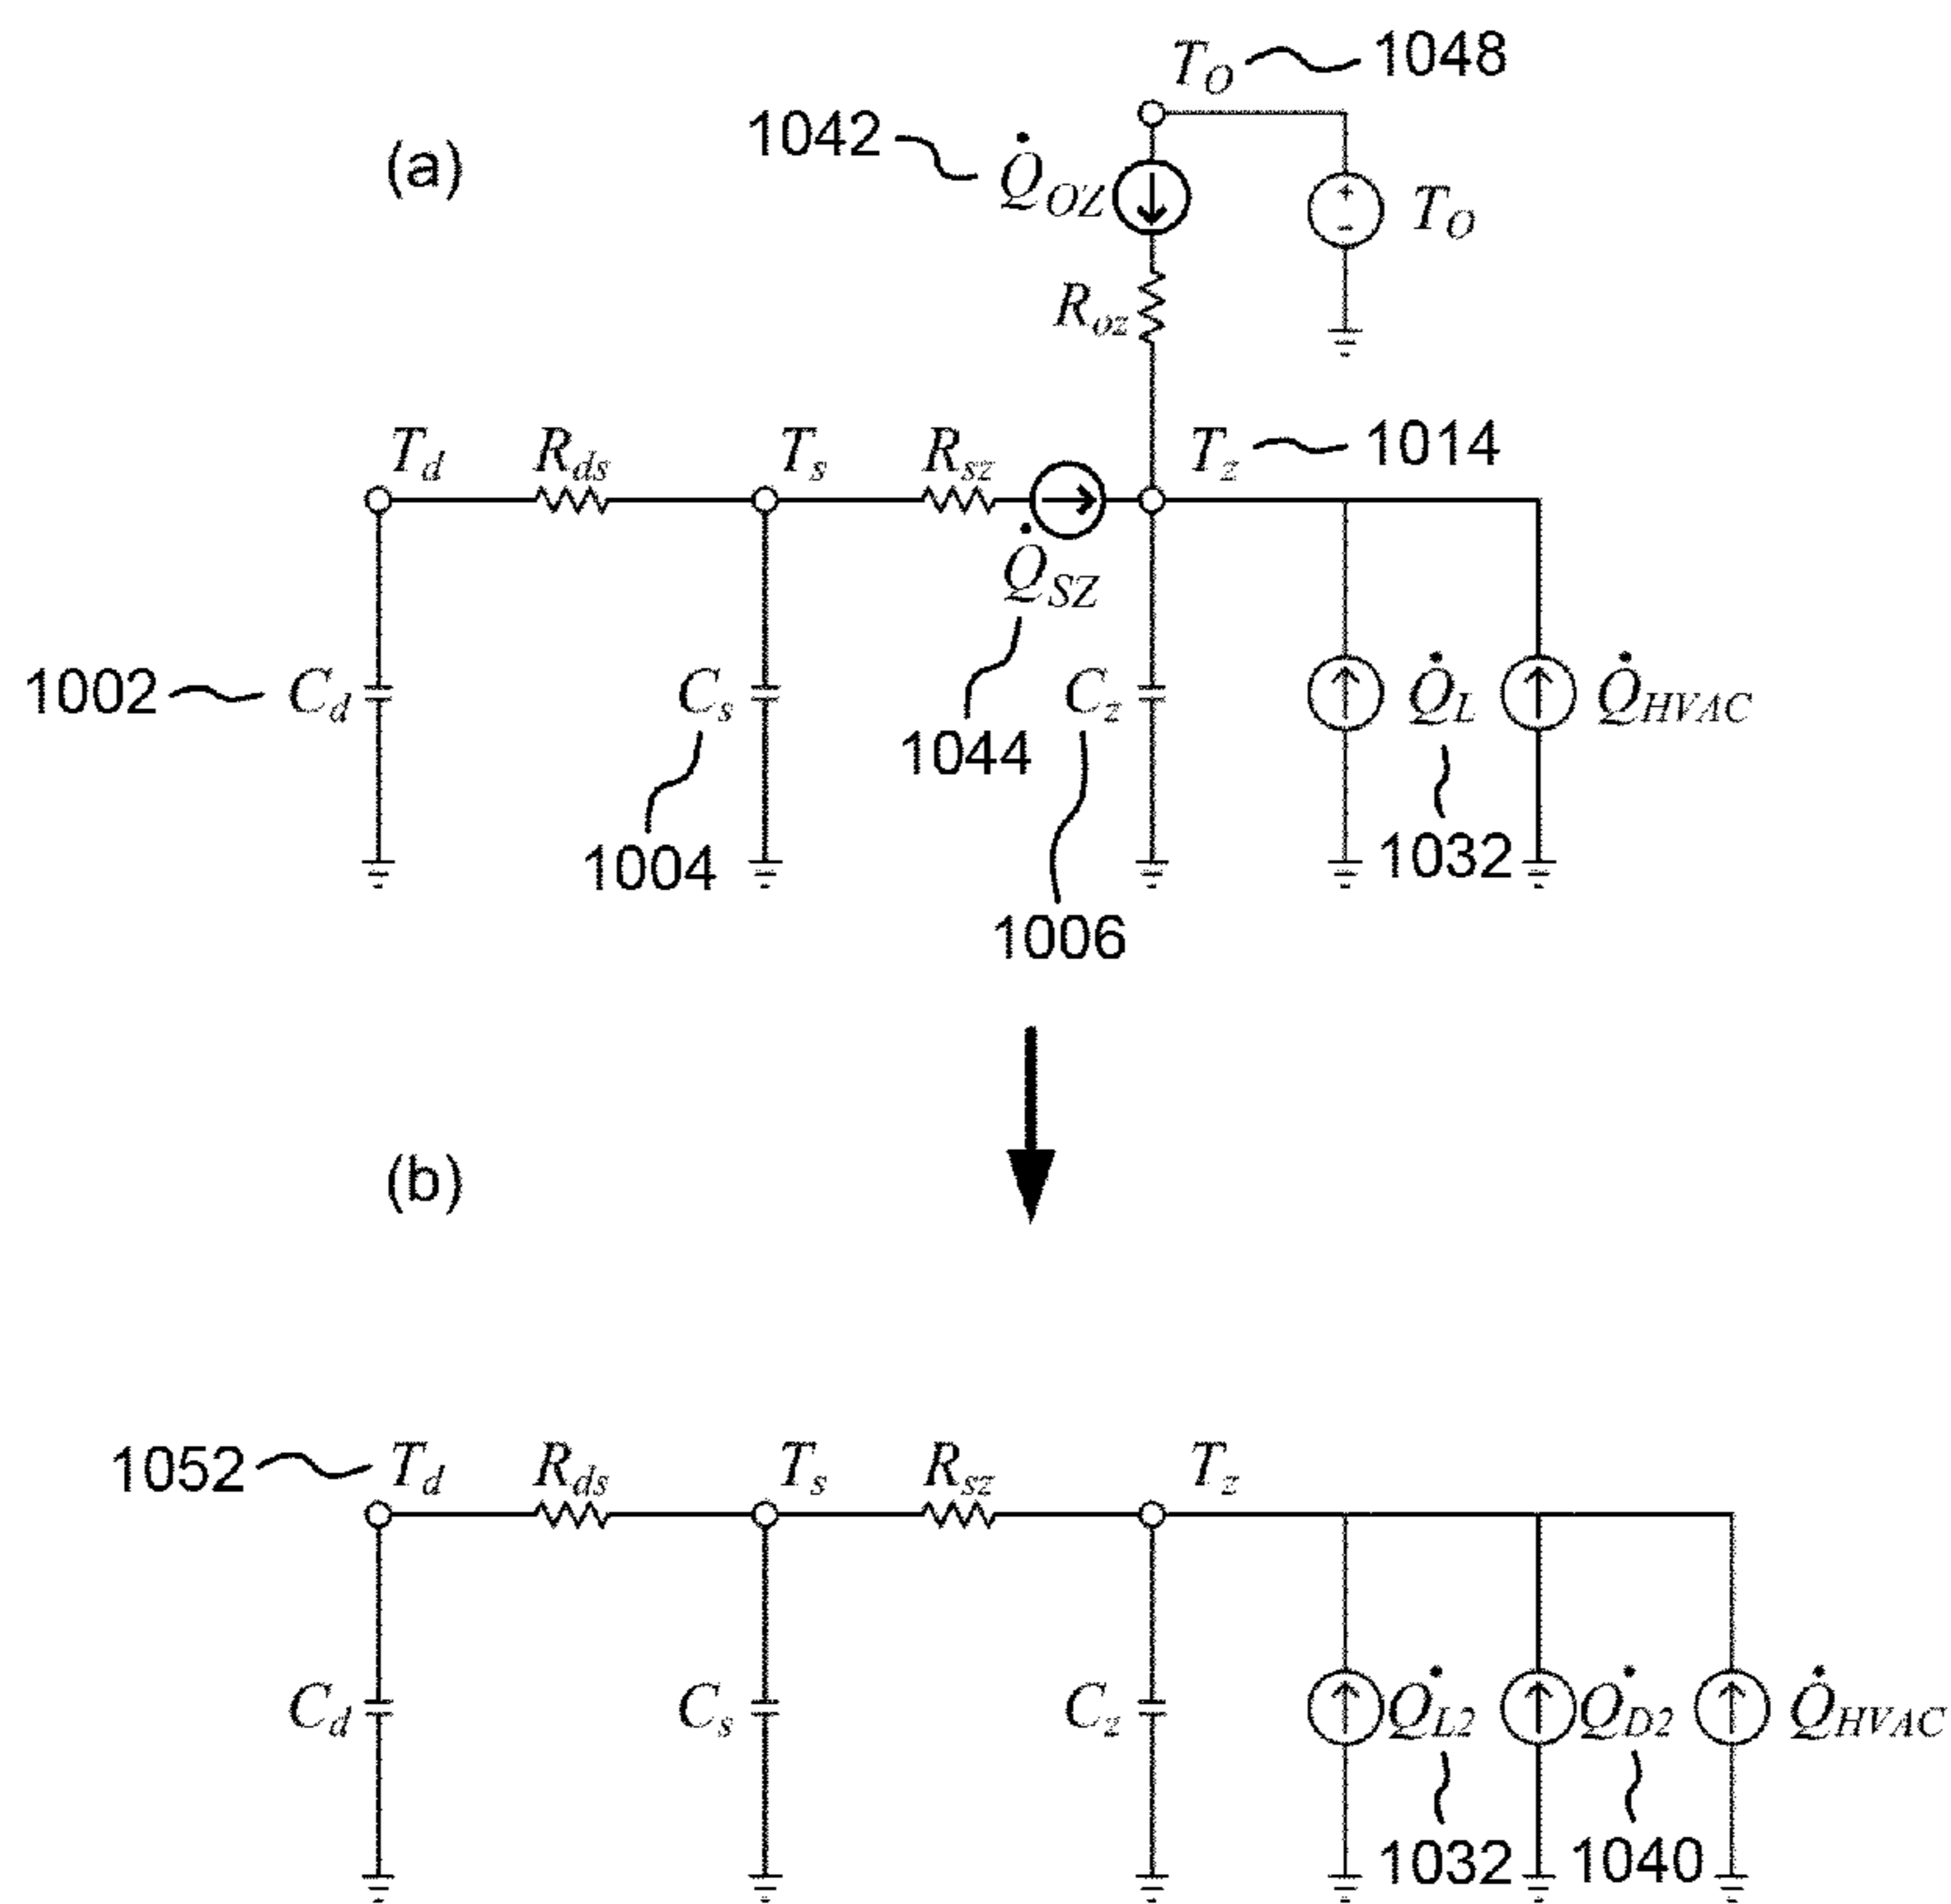 T_O 1048
1042 Q̇_OZ
(a)
T_O
R_oz
T_d R_ds T_s R_sz T_z 1014
Q̇_SZ
1002 C_d C_s C_z Q̇_L Q̇_HVAC
1044
1004 1032
1006
(b)
1052 T_d R_ds T_s R_sz T_z
C_d C_s C_z Q̇_L2 Q̇_D2 Q̇_HVAC
1032 1040